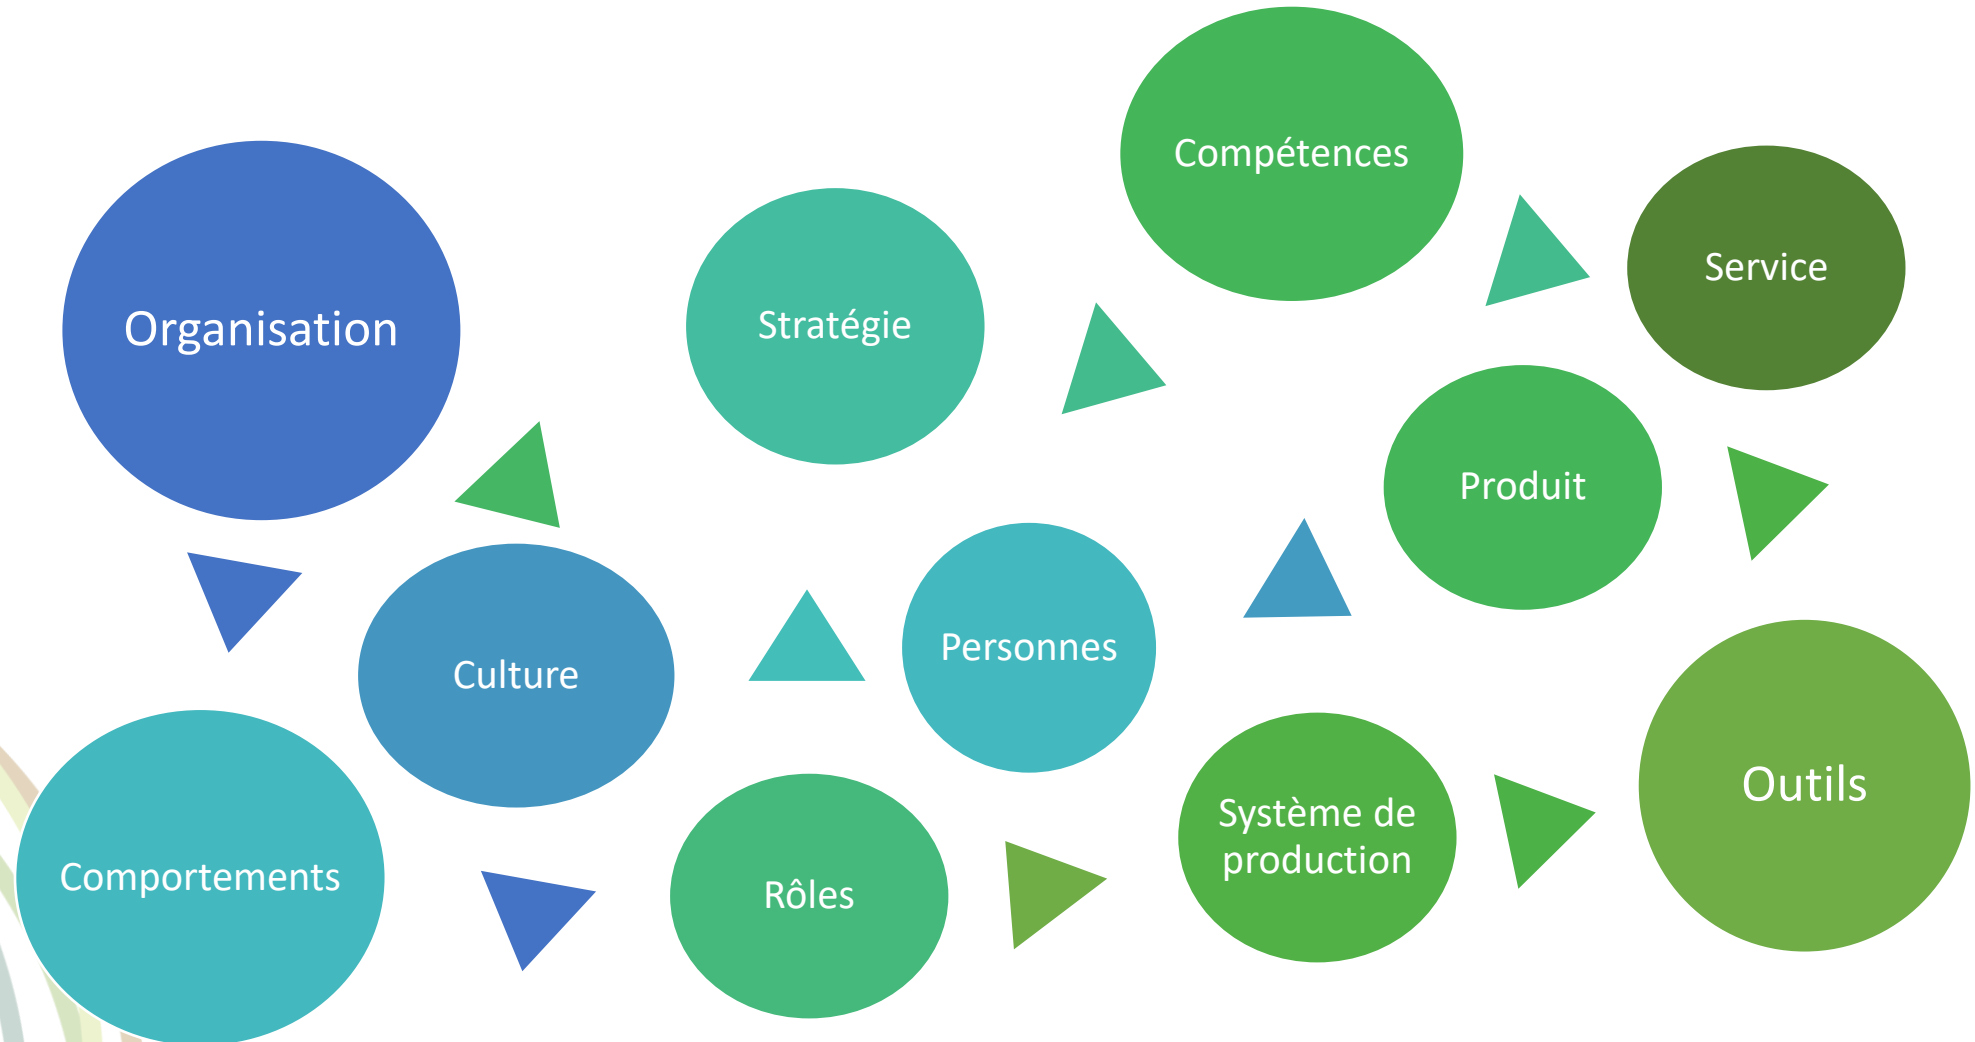 Compétences
Service
Organisation
Stratégie
Produit
Personnes
Culture
Outils
Système de
production
Comportements
Rôles